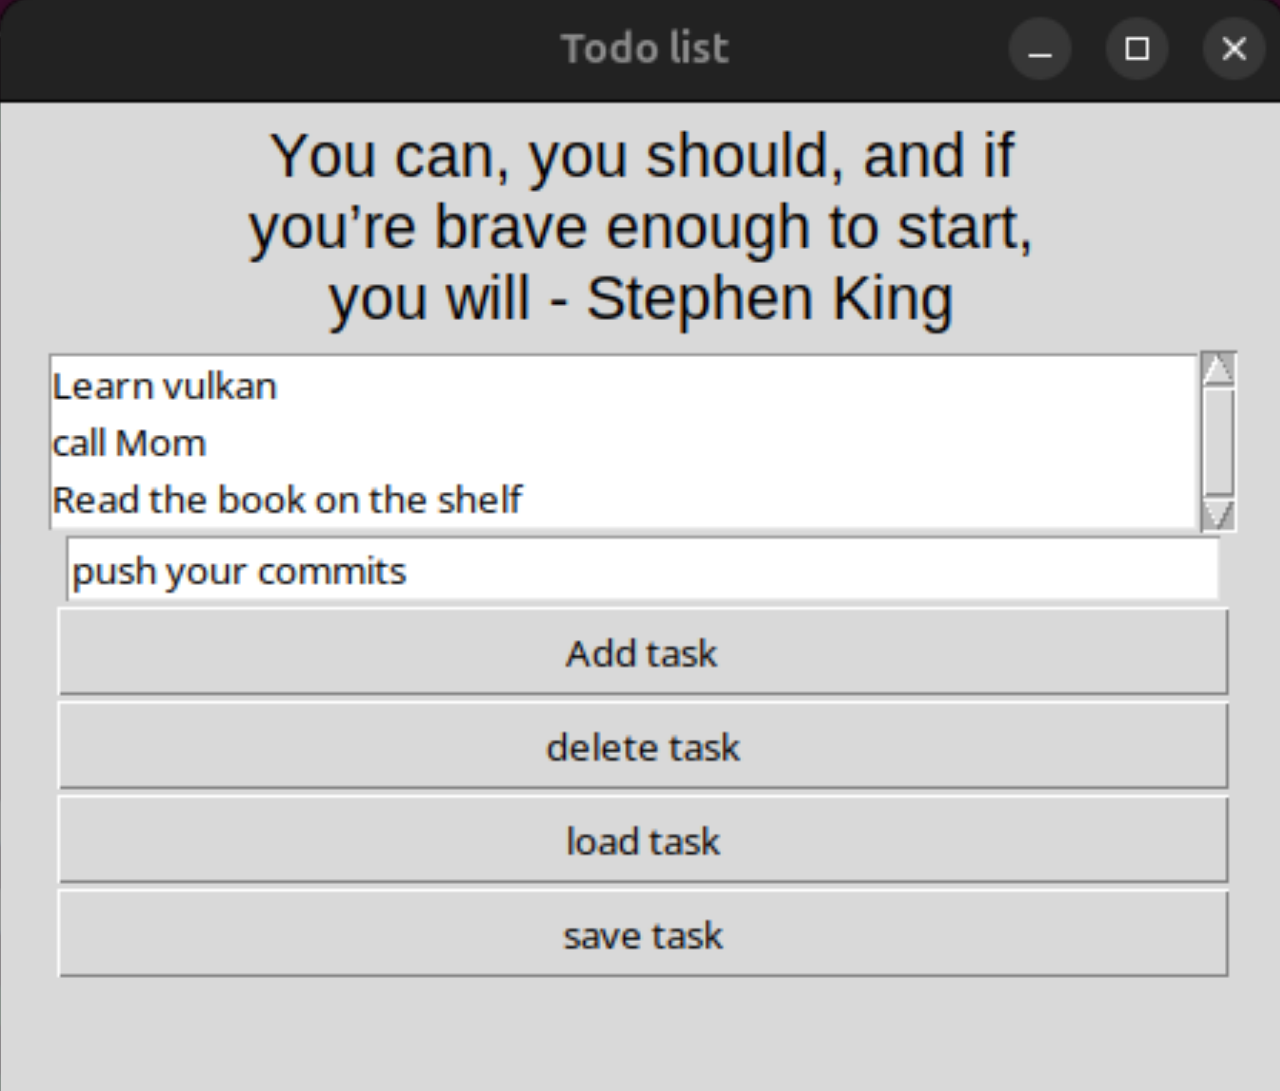 Todo list
You can, you should, and if
you’re brave enough to start,
you will - Stephen King
Learn vulkan
call Mom
Read the book on the shelf
push your commits
Add task
delete task
load task
save task